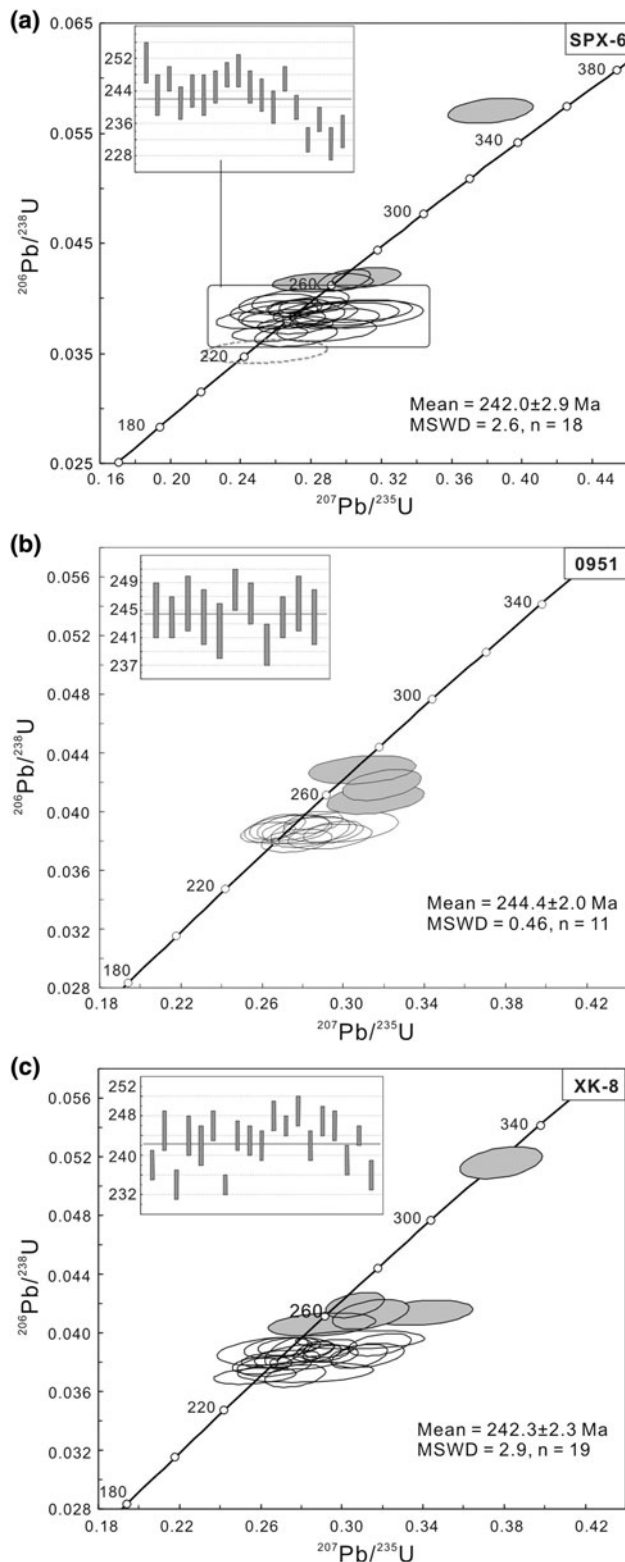 (a)
SPX-6
0.065
0.055
0.045
0.035
0.025
206Pb/238U
252
244
236
228
380
340
300
260
220
180
Mean = 242.0±2.9 Ma
MSWD = 2.6, n = 18
0. 16 0. 20 0. 24 0. 28 0. 32 0. 36 0. 40 0. 44
207Pb/235U
(b)
0951
0.056
0.052
0.048
0.044
0.040
0.036
0.032
0.028
206Pb/238U
249
245
241
237
340
300
260
220
180
Mean = 244.4±2.0 Ma
MSWD = 0.46, n = 11
0.18 0.22 0.26 0.30 0.34 0.38 0.42
207Pb/235U
(c)
XK-8
0.056
0.052
0.048
0.044
0.040
0.036
0.032
0.028
206Pb/238U
252
248
240
232
340
300
260
220
180
Mean = 242.3±2.3 Ma
MSWD = 2.9, n = 19
0.18 0.22 0.26 0.30 0.34 0.38 0.42
207Pb/235U